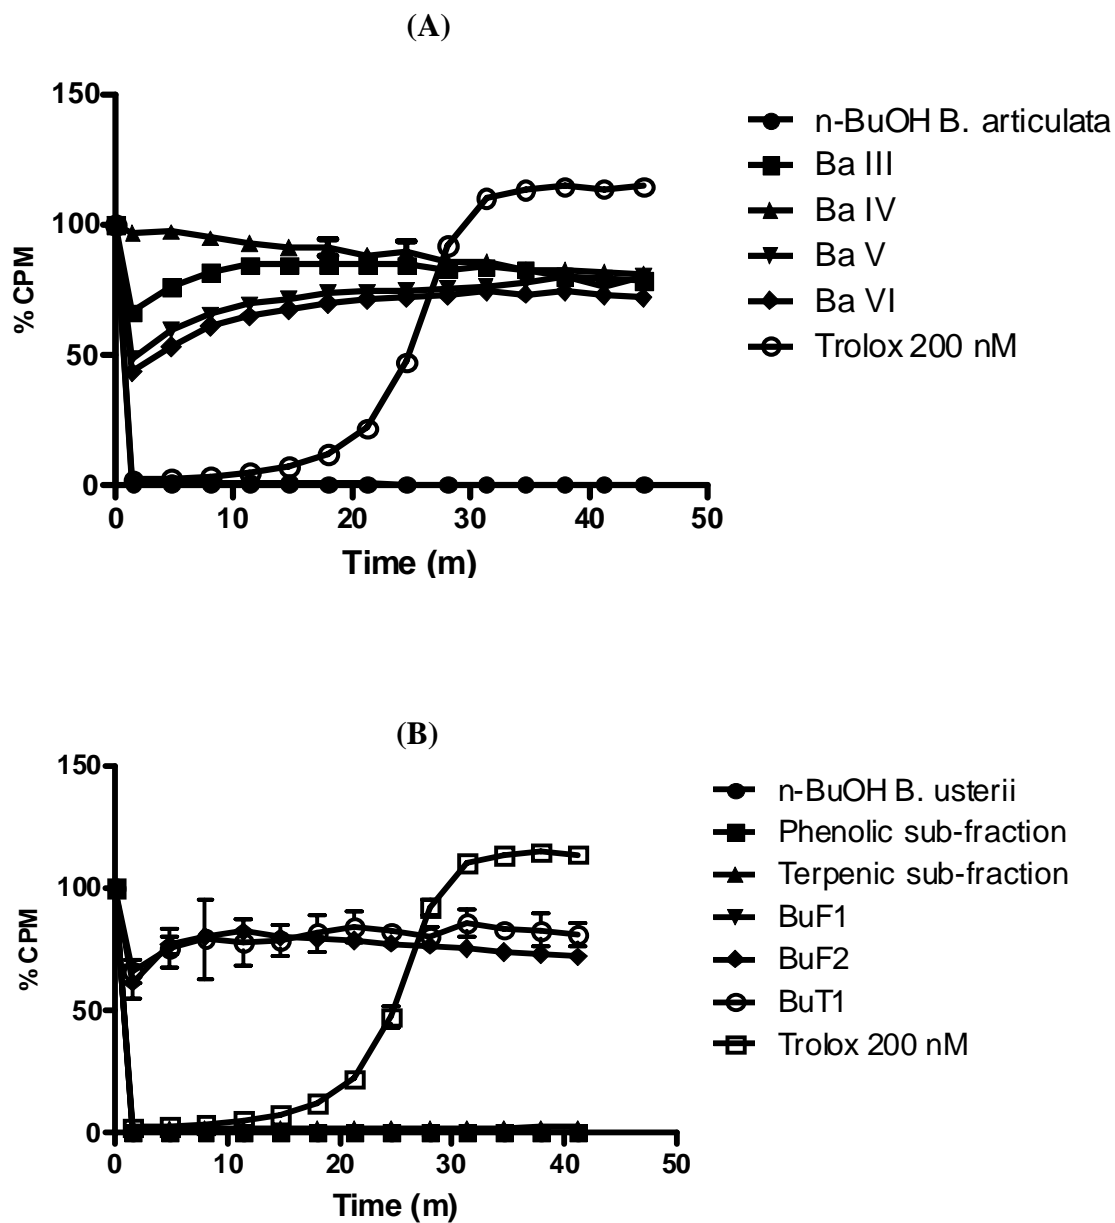 (A)
150
100
50
0
% CPM
0 10 20 30 40 50
Time (m)
n-BuOH B. articulata
Ba III
Ba IV
Ba V
Ba VI
Trolox 200 nM
(B)
150
100
50
0
% CPM
0 10 20 30 40 50
Time (m)
n-BuOH B. usterii
Phenolic sub-fraction
Terpenic sub-fraction
BuF1
BuF2
BuT1
Trolox 200 nM